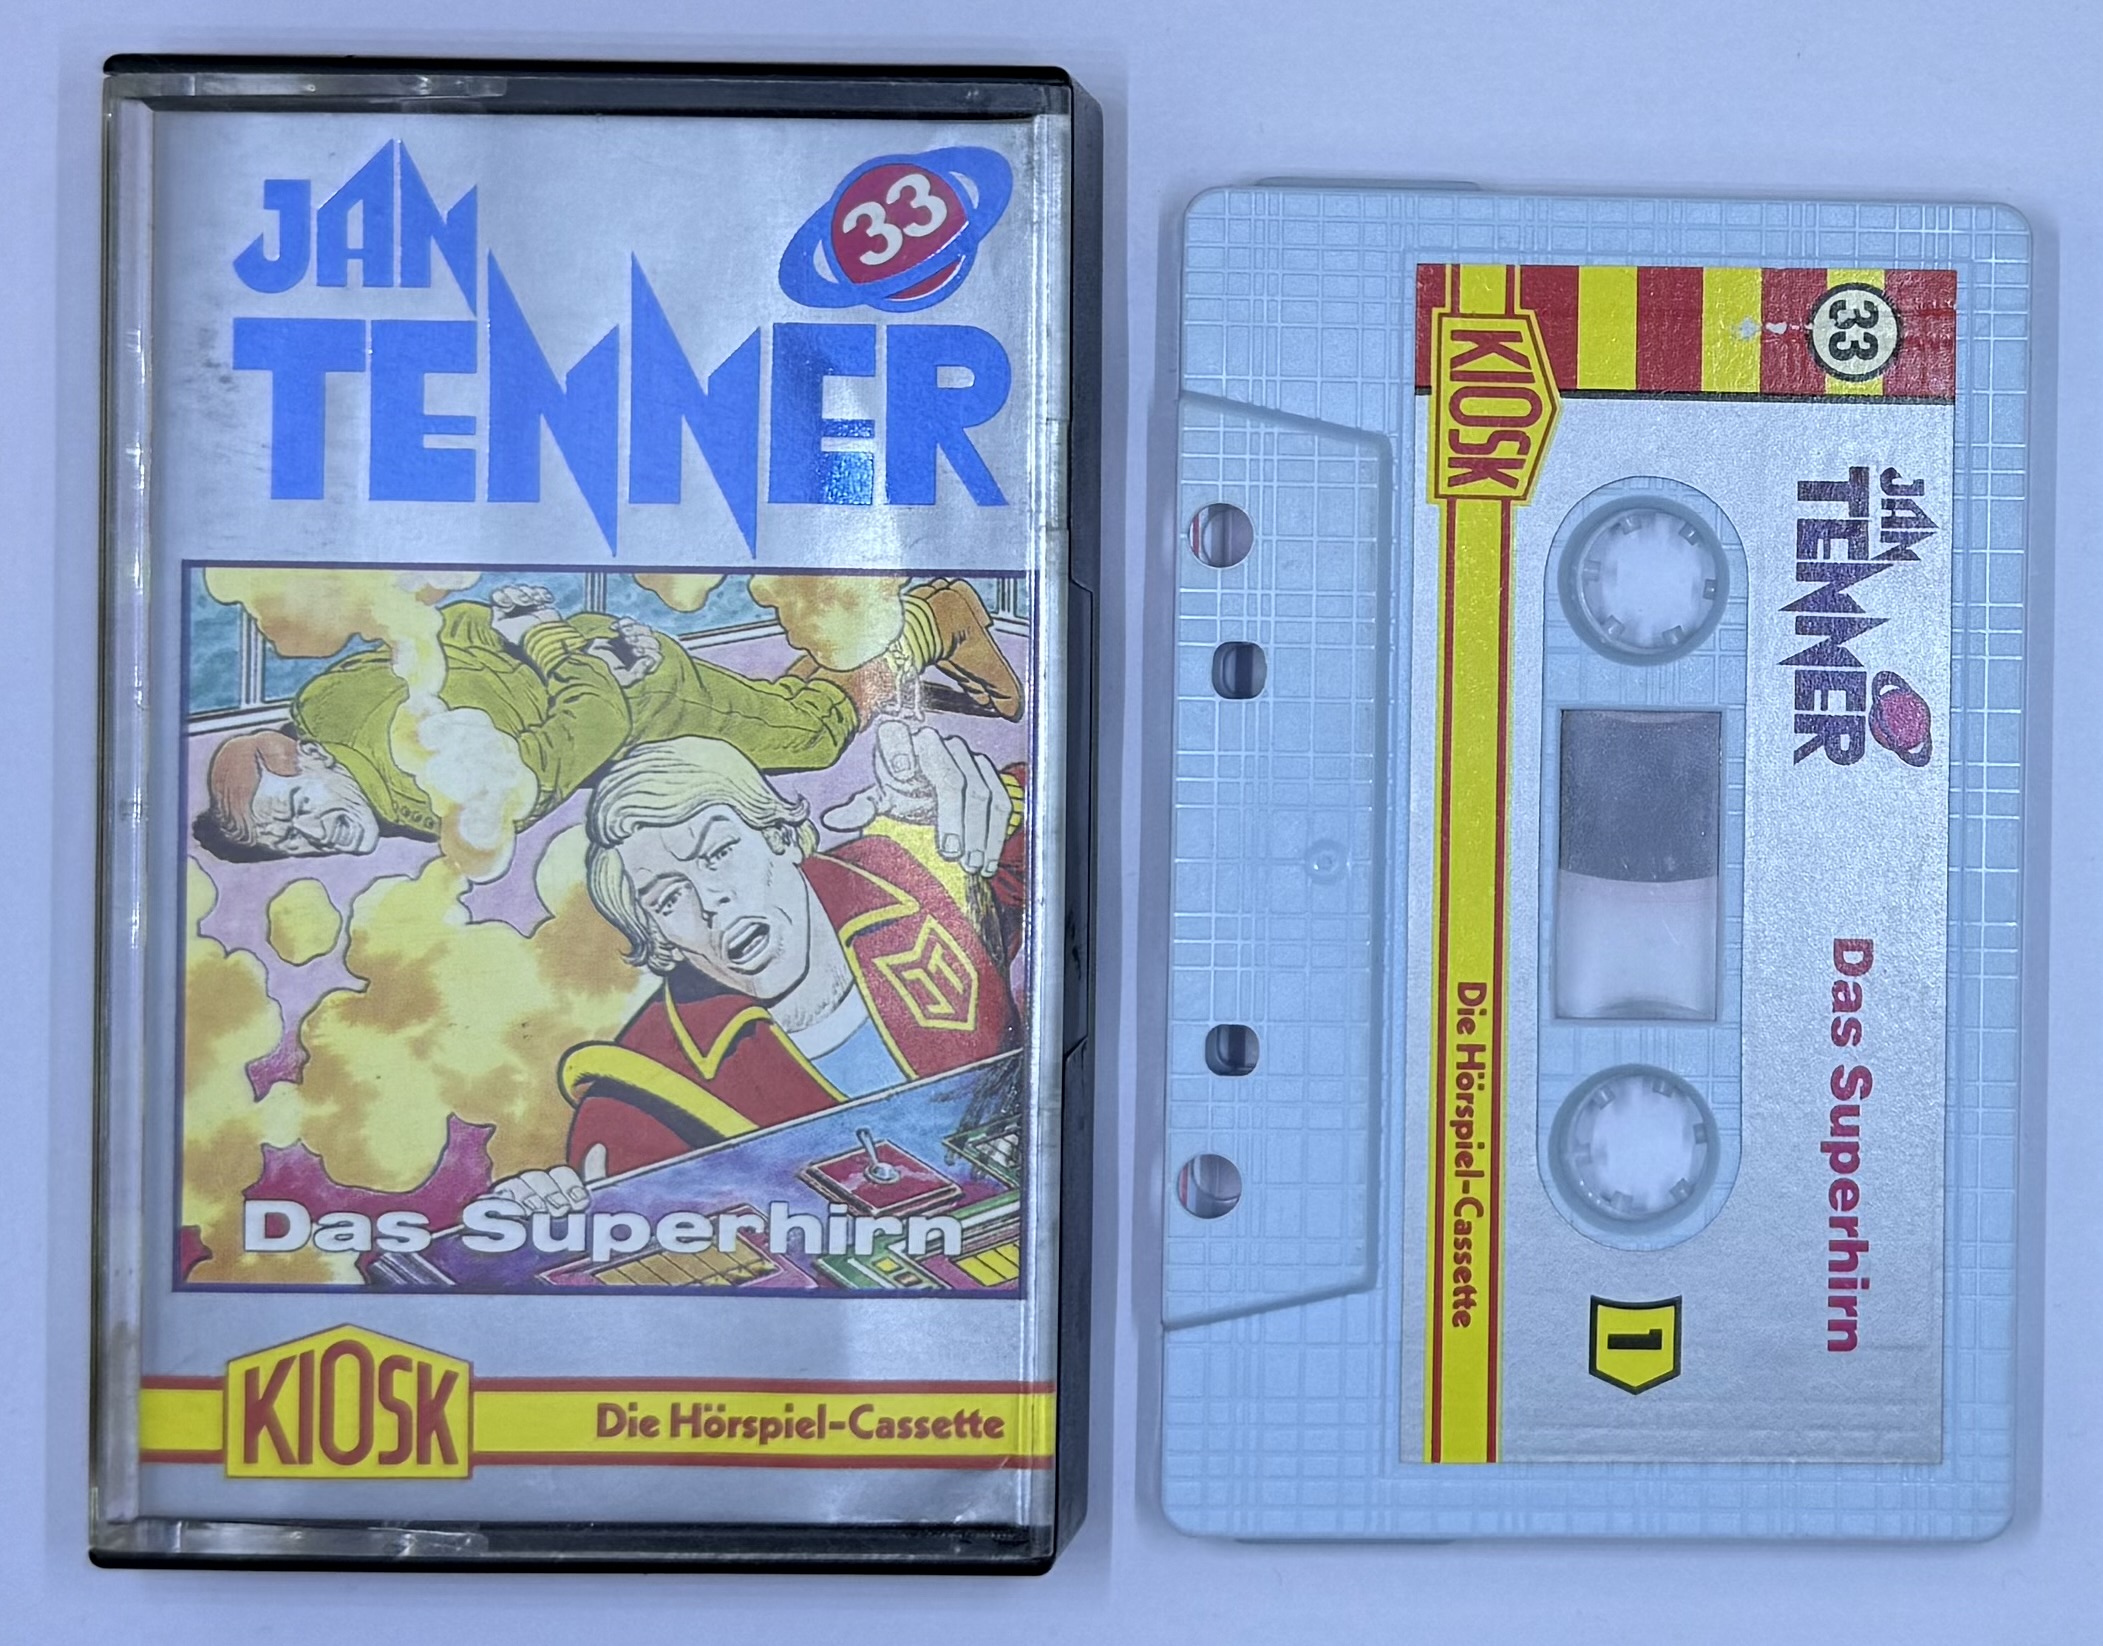 JAN
TENNER
33
JT
Das Superhirn
KIOSK
Die Hörspiel-Cassette
33
KIOSK
JAN
TENNER
Das Superhirn
1
Die Hörspiel-Cassette